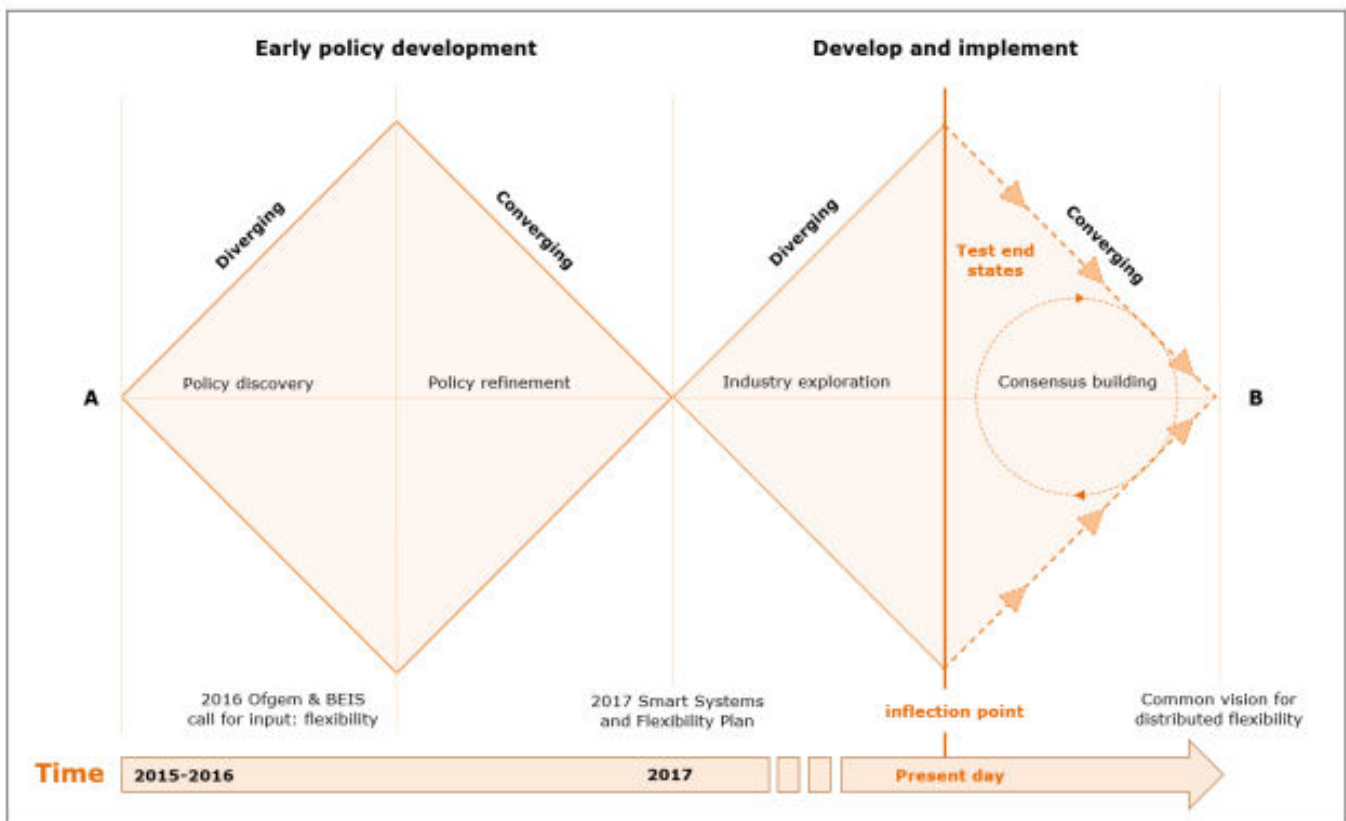 Early policy development
Develop and implement
Diverging
Converging
Diverging
Converging
Test end
states
A
Policy discovery
Policy refinement
Industry exploration
Consensus building
B
2016 Ofgem & BEIS
call for input: flexibility
2017 Smart Systems
and Flexibility Plan
inflection point
Common vision for
distributed flexibility
Time
2015-2016
2017
Present day